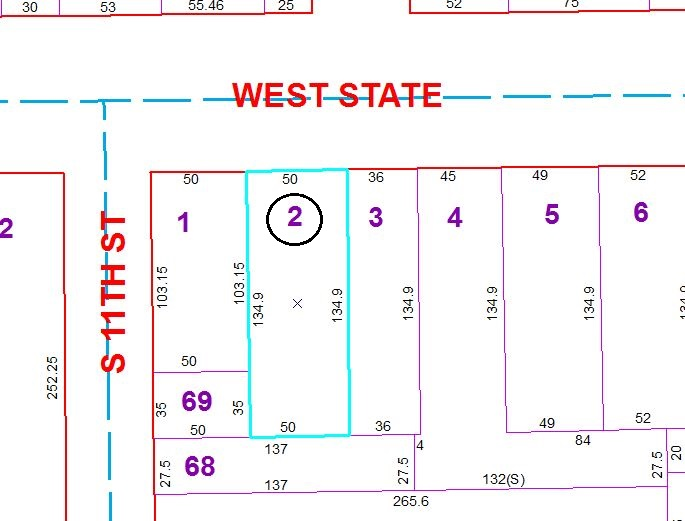 30 53 55.46 25 52 75
WEST STATE
50 50 36 45 49 52
2 1 2 3 4 5 6
S 11TH ST
103.15 103.15 134.9 134.9 134.9 134.9 134.9
252.25
50
35 69 35
50 50 36 49 52
137 4 84
27.5 68 27.5 27.5 20
137 132(S)
265.6